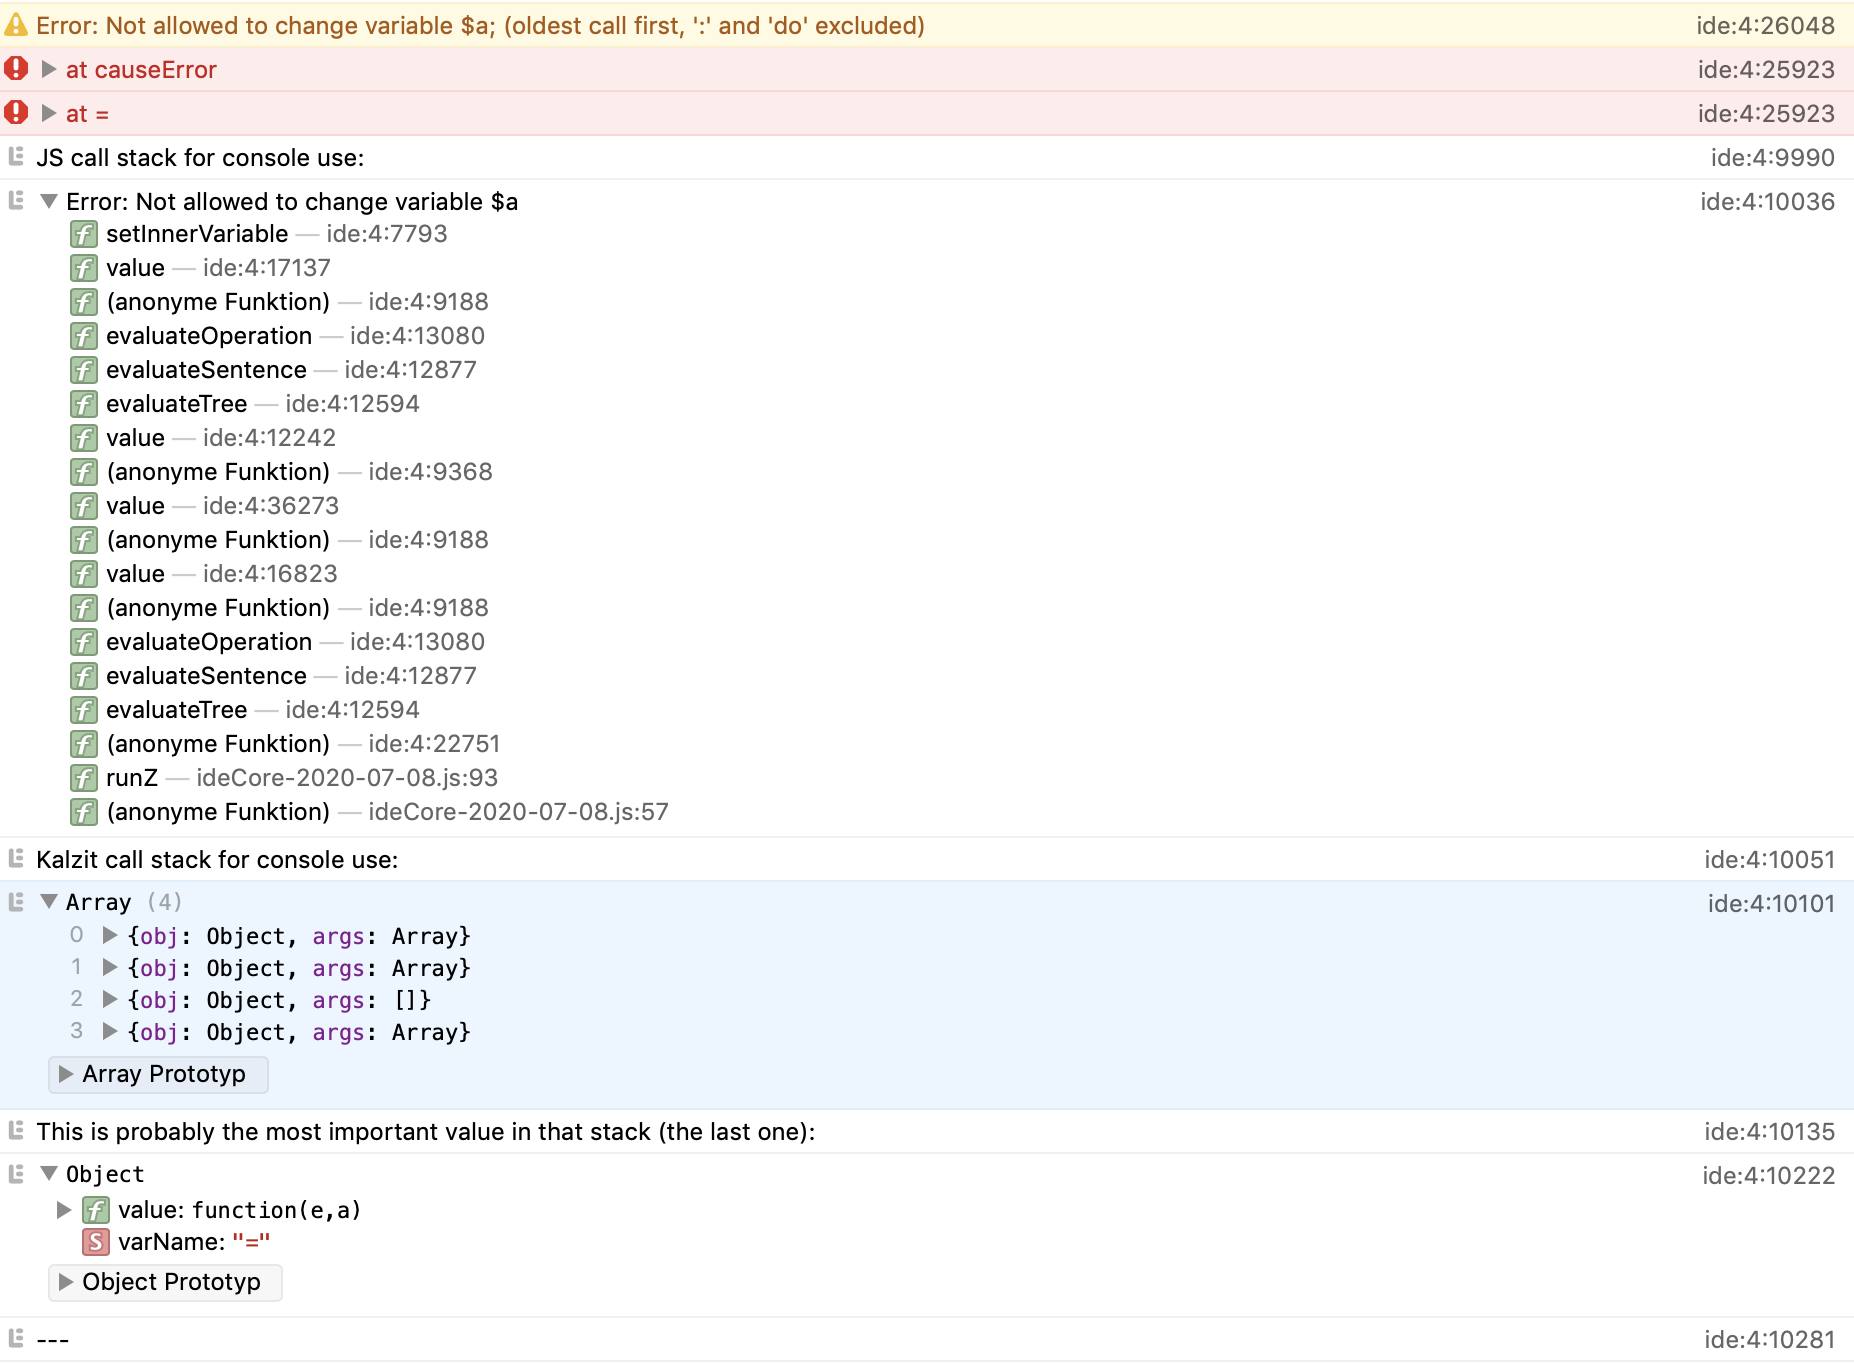 Error: Not allowed to change variable $a; (oldest call first, ':' and 'do' excluded) ide:4:26048
at causeError ide:4:25923
at = ide:4:25923
JS call stack for console use: ide:4:9990
Error: Not allowed to change variable $a ide:4:10036
f setInnerVariable — ide:4:7793
f value — ide:4:17137
f (anonyme Funktion) — ide:4:9188
f evaluateOperation — ide:4:13080
f evaluateSentence — ide:4:12877
f evaluateTree — ide:4:12594
f value — ide:4:12242
f (anonyme Funktion) — ide:4:9368
f value — ide:4:36273
f (anonyme Funktion) — ide:4:9188
f value — ide:4:16823
f (anonyme Funktion) — ide:4:9188
f evaluateOperation — ide:4:13080
f evaluateSentence — ide:4:12877
f evaluateTree — ide:4:12594
f (anonyme Funktion) — ide:4:22751
f runZ — ideCore-2020-07-08.js:93
f (anonyme Funktion) — ideCore-2020-07-08.js:57
Kalzit call stack for console use: ide:4:10051
Array (4) ide:4:10101
0 {obj: Object, args: Array}
1 {obj: Object, args: Array}
2 {obj: Object, args: []}
3 {obj: Object, args: Array}
Array Prototyp
This is probably the most important value in that stack (the last one): ide:4:10135
Object ide:4:10222
f value: function(e,a)
S varName: "="
Object Prototyp
--- ide:4:10281